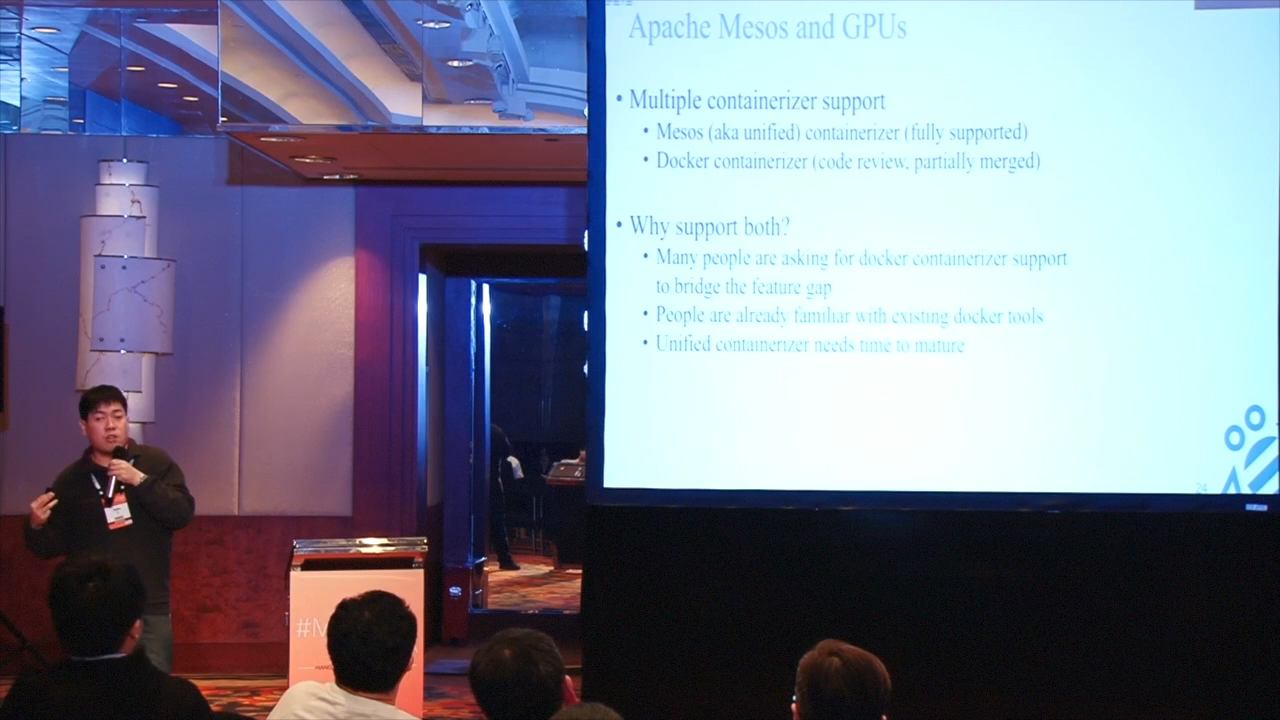 Apache Mesos and GPUs
• Multiple containerizer support
• Mesos (aka unified) containerizer (fully supported)
• Docker containerizer (code review, partially merged)
• Why support both?
• Many people are asking for docker containerizer support
to bridge the feature gap
• People are already familiar with existing docker tools
• Unified containerizer needs time to mature
24
#M